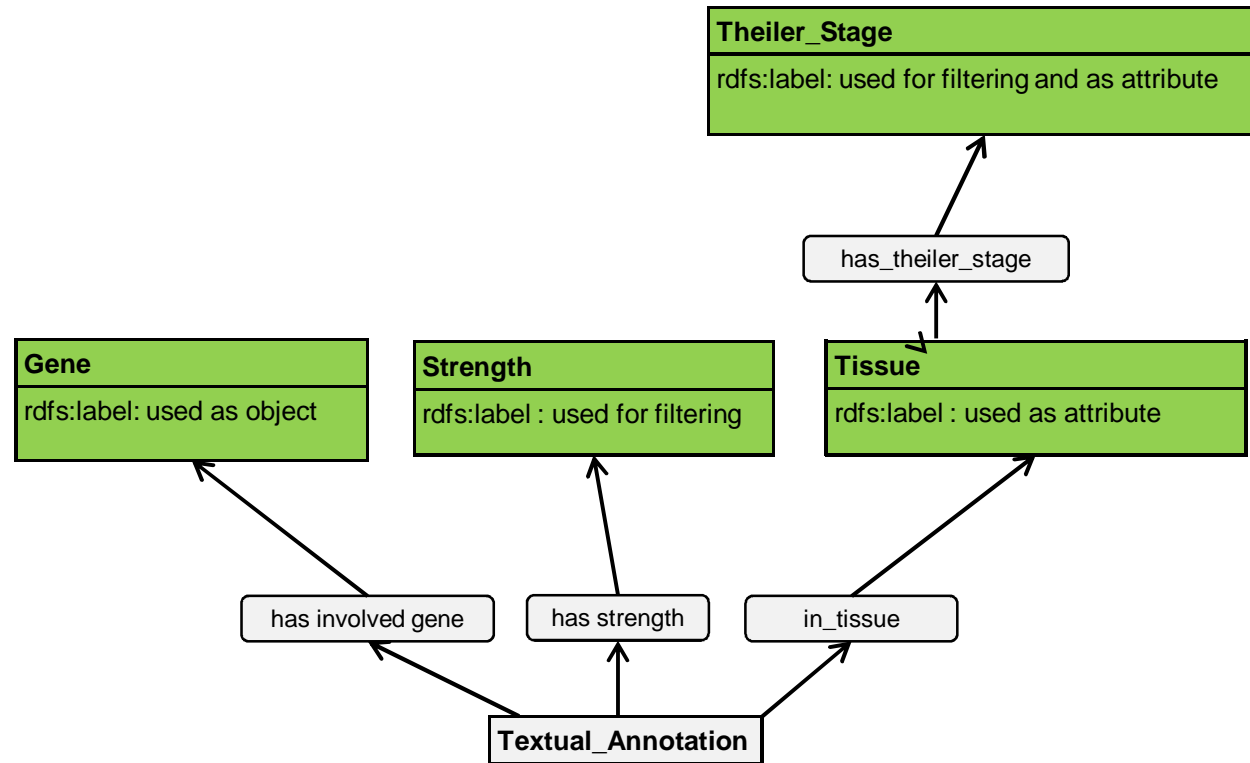 Theiler_Stage
rdfs:label: used for filtering and as attribute
has_theiler_stage
Gene
rdfs:label: used as object
Strength
rdfs:label : used for filtering
Tissue
rdfs:label : used as attribute
has involved gene
has strength
in_tissue
Textual_Annotation